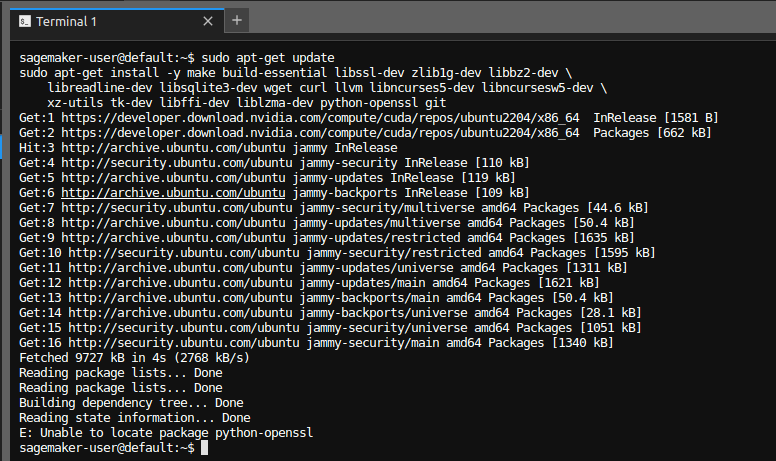 Terminal 1
sagemaker-user@default:~$ sudo apt-get update
sudo apt-get install -y make build-essential libssl-dev zlib1g-dev libbz2-dev \
    libreadline-dev libsqlite3-dev wget curl llvm libncurses5-dev libncursesw5-dev \
    xz-utils tk-dev libffi-dev liblzma-dev python-openssl git
Get:1 https://developer.download.nvidia.com/compute/cuda/repos/ubuntu2204/x86_64  InRelease [1581 B]
Get:2 https://developer.download.nvidia.com/compute/cuda/repos/ubuntu2204/x86_64  Packages [662 kB]
Hit:3 http://archive.ubuntu.com/ubuntu jammy InRelease
Get:4 http://security.ubuntu.com/ubuntu jammy-security InRelease [110 kB]
Get:5 http://archive.ubuntu.com/ubuntu jammy-updates InRelease [119 kB]
Get:6 http://archive.ubuntu.com/ubuntu jammy-backports InRelease [109 kB]
Get:7 http://security.ubuntu.com/ubuntu jammy-security/multiverse amd64 Packages [44.6 kB]
Get:8 http://archive.ubuntu.com/ubuntu jammy-updates/multiverse amd64 Packages [50.4 kB]
Get:9 http://archive.ubuntu.com/ubuntu jammy-updates/restricted amd64 Packages [1635 kB]
Get:10 http://security.ubuntu.com/ubuntu jammy-security/restricted amd64 Packages [1595 kB]
Get:11 http://archive.ubuntu.com/ubuntu jammy-updates/universe amd64 Packages [1311 kB]
Get:12 http://archive.ubuntu.com/ubuntu jammy-updates/main amd64 Packages [1621 kB]
Get:13 http://archive.ubuntu.com/ubuntu jammy-backports/main amd64 Packages [50.4 kB]
Get:14 http://archive.ubuntu.com/ubuntu jammy-backports/universe amd64 Packages [28.1 kB]
Get:15 http://security.ubuntu.com/ubuntu jammy-security/universe amd64 Packages [1051 kB]
Get:16 http://security.ubuntu.com/ubuntu jammy-security/main amd64 Packages [1340 kB]
Fetched 9727 kB in 4s (2768 kB/s)
Reading package lists... Done
Reading package lists... Done
Building dependency tree... Done
Reading state information... Done
E: Unable to locate package python-openssl
sagemaker-user@default:~$